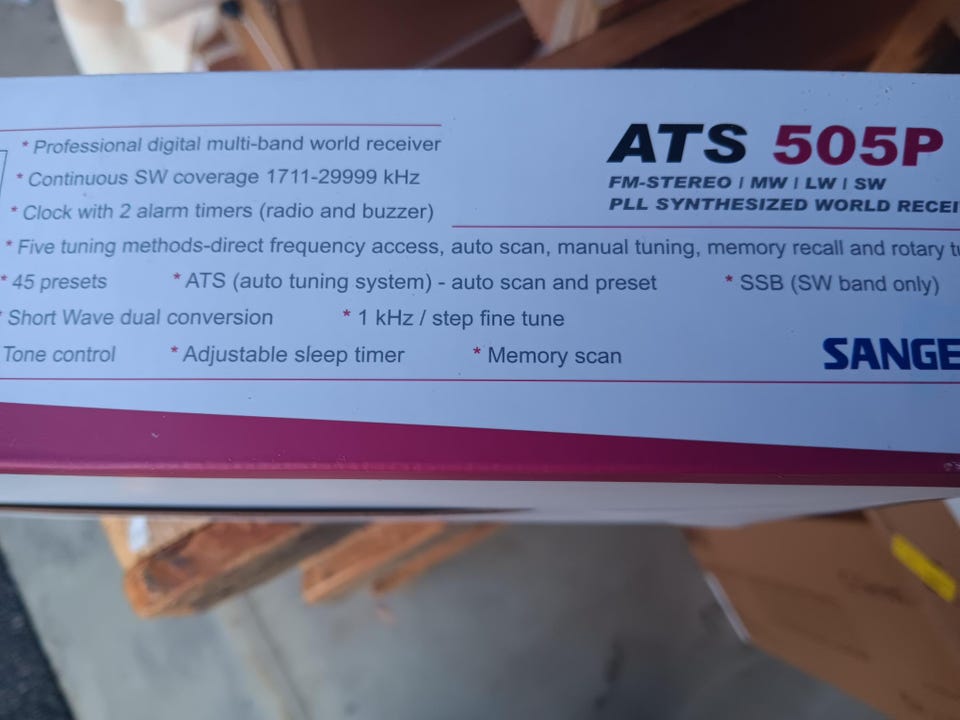 * Professional digital multi-band world receiver
* Continuous SW coverage 1711-29999 kHz
* Clock with 2 alarm timers (radio and buzzer)
ATS 505P
FM-STEREO | MW | LW | SW
PLL SYNTHESIZED WORLD RECEI
* Five tuning methods-direct frequency access, auto scan, manual tuning, memory recall and rotary tu
* 45 presets * ATS (auto tuning system) - auto scan and preset * SSB (SW band only)
* Short Wave dual conversion * 1 kHz / step fine tune
Tone control * Adjustable sleep timer * Memory scan
SANGE